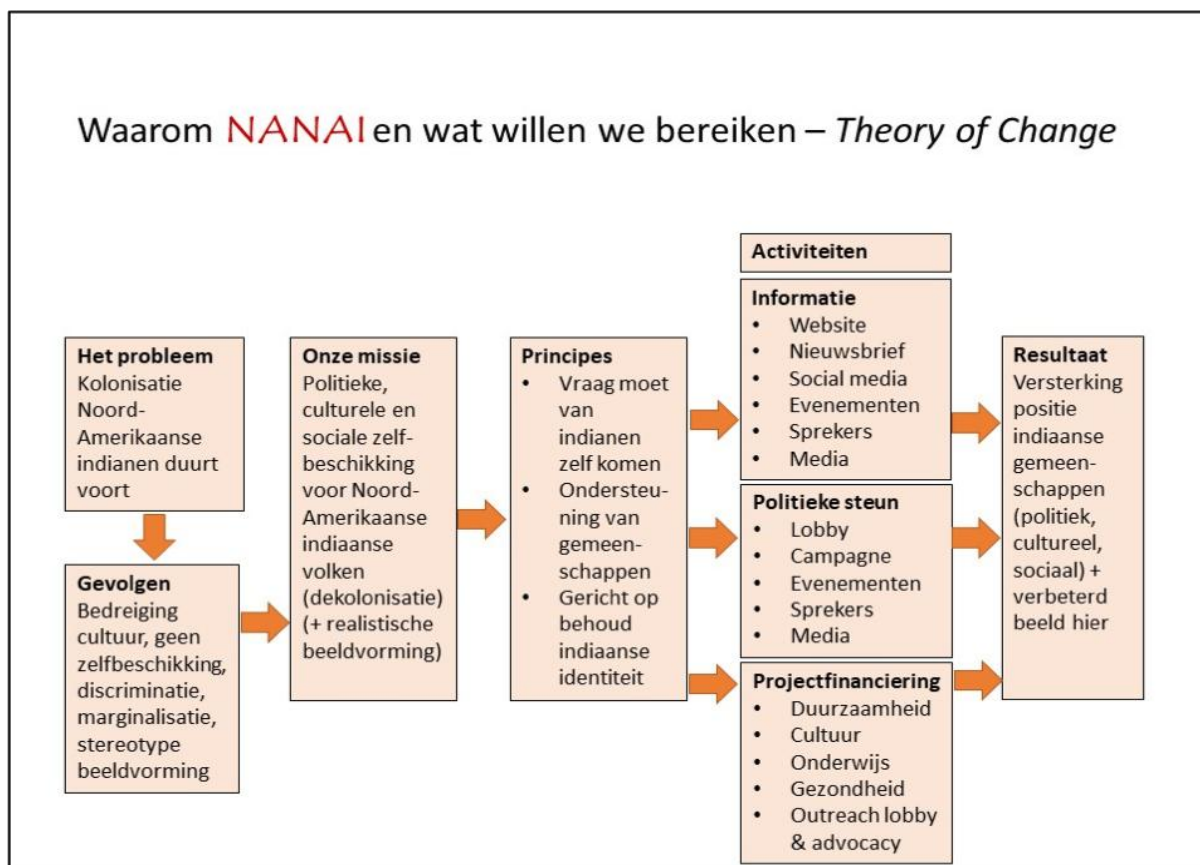 Waarom NANAI en wat willen we bereiken – Theory of Change
Het probleem
Kolonisatie
Noord-
Amerikaanse
indianen duurt
voort
Gevolgen
Bedreiging
cultuur, geen
zelfbeschikking,
discriminatie,
marginalisatie,
stereotype
beeldvorming
Onze missie
Politieke,
culturele en
sociale zelf-
beschikking
voor Noord-
Amerikaanse
indiaanse
volken
(dekolonisatie)
(+ realistische
beeldvorming)
Principes
• Vraag moet
van
indianen
zelf komen
• Ondersteu-
ning van
gemeen-
schappen
• Gericht op
behoud
indiaanse
identiteit
Activiteiten
Informatie
• Website
• Nieuwsbrief
• Social media
• Evenementen
• Sprekers
• Media
Politieke steun
• Lobby
• Campagne
• Evenementen
• Sprekers
• Media
Projectfinanciering
• Duurzaamheid
• Cultuur
• Onderwijs
• Gezondheid
• Outreach lobby
& advocacy
Resultaat
Versterking
positie
indiaanse
gemeen-
schappen
(politiek,
cultureel,
sociaal) +
verbeterd
beeld hier